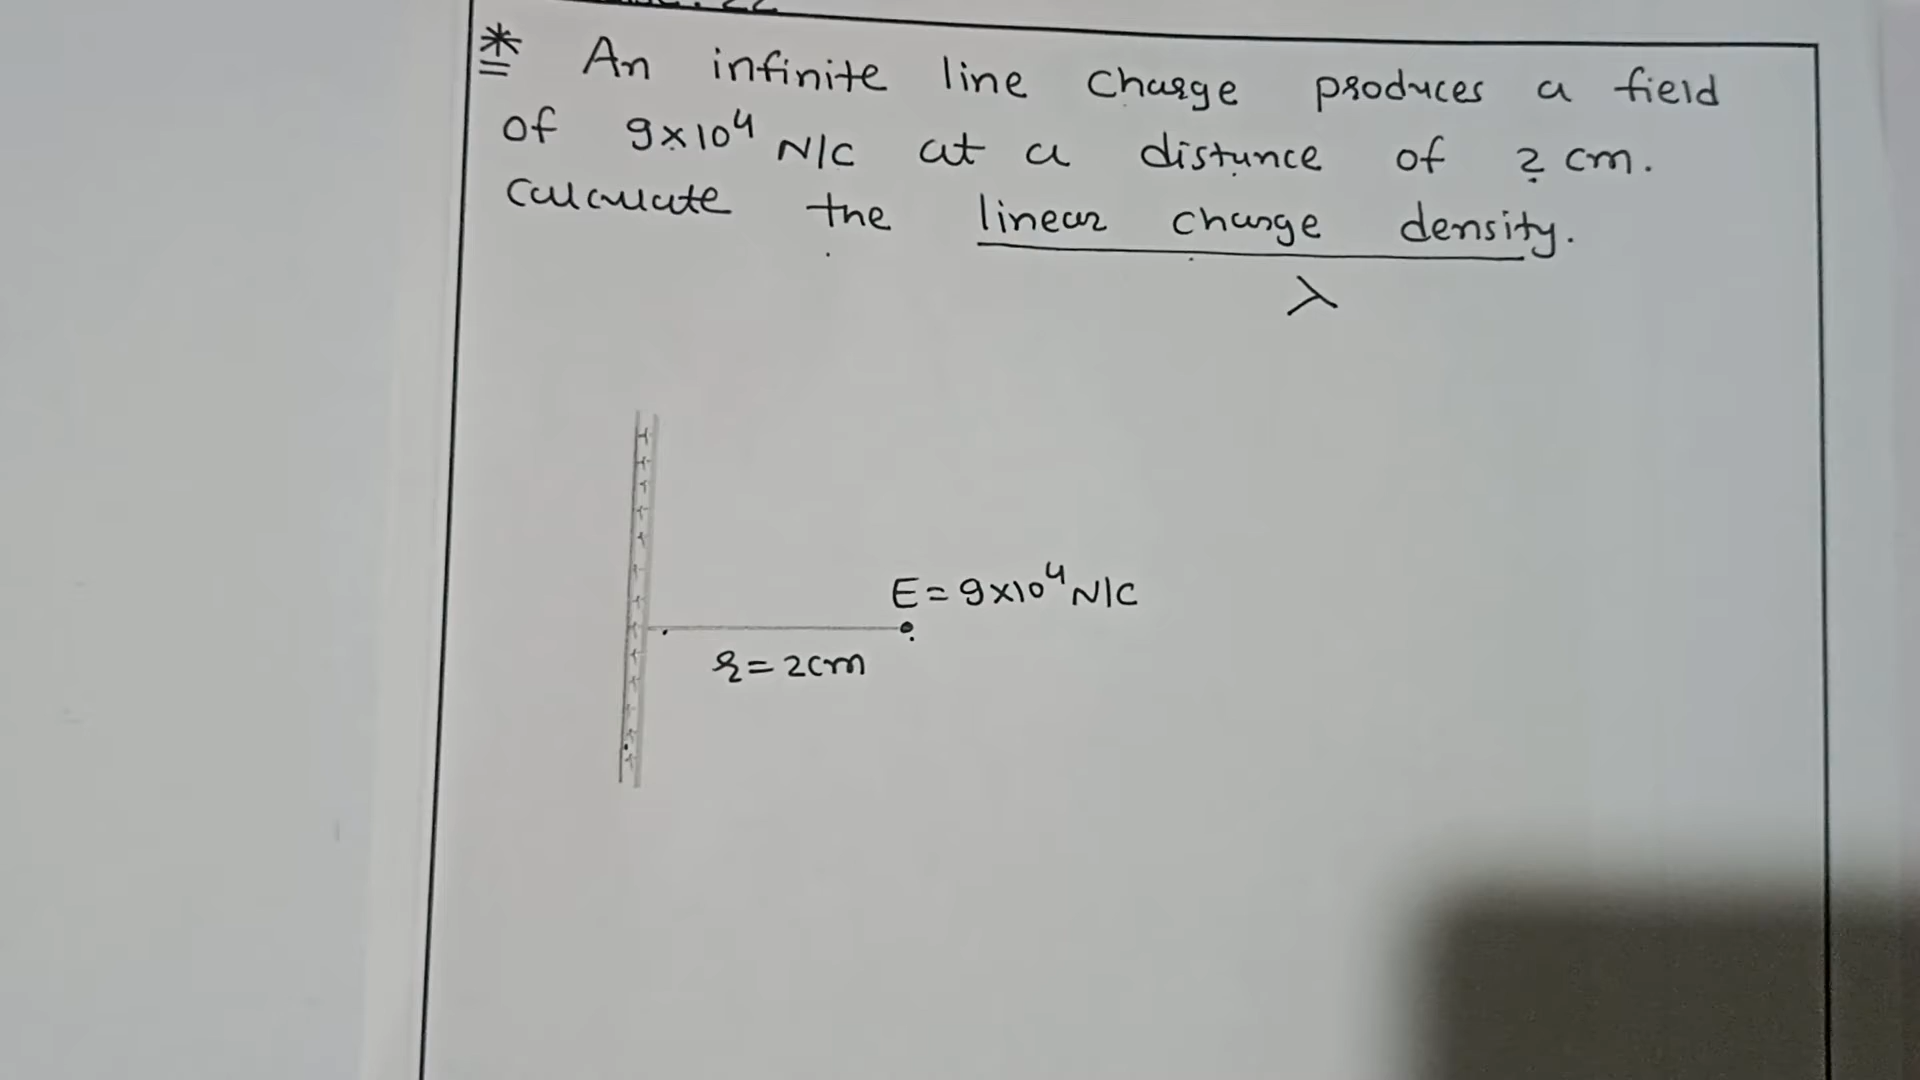 * An infinite line charge produces a field
of 9×10⁴ N/C at a distance of 2 cm.
Calculate the linear charge density.
λ
E = 9×10⁴ N/C
r = 2cm